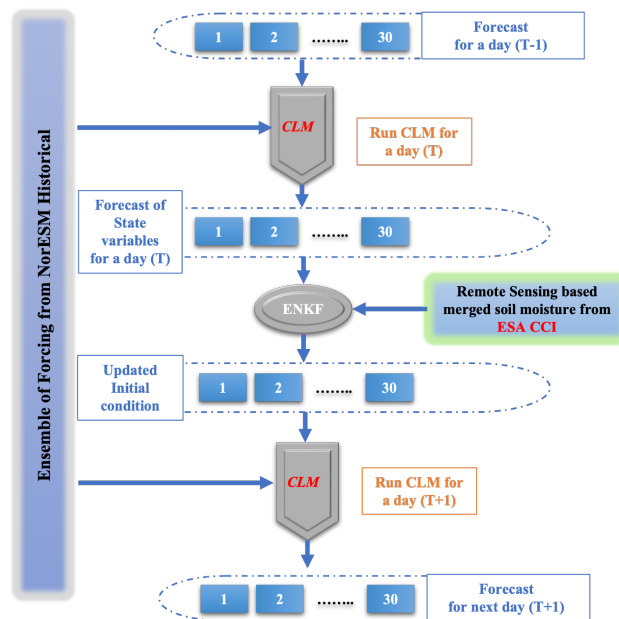 Ensemble of Forcing from NorESM Historical
1 2 …….. 30
Forecast
for a day (T-1)
CLM
Run CLM for
a day (T)
Forecast of
State
variables
for a day (T)
1 2 …….. 30
ENKF
Remote Sensing based
merged soil moisture from
ESA CCI
Updated
Initial
condition
1 2 …….. 30
CLM
Run CLM for
a day (T+1)
1 2 …….. 30
Forecast
for next day (T+1)